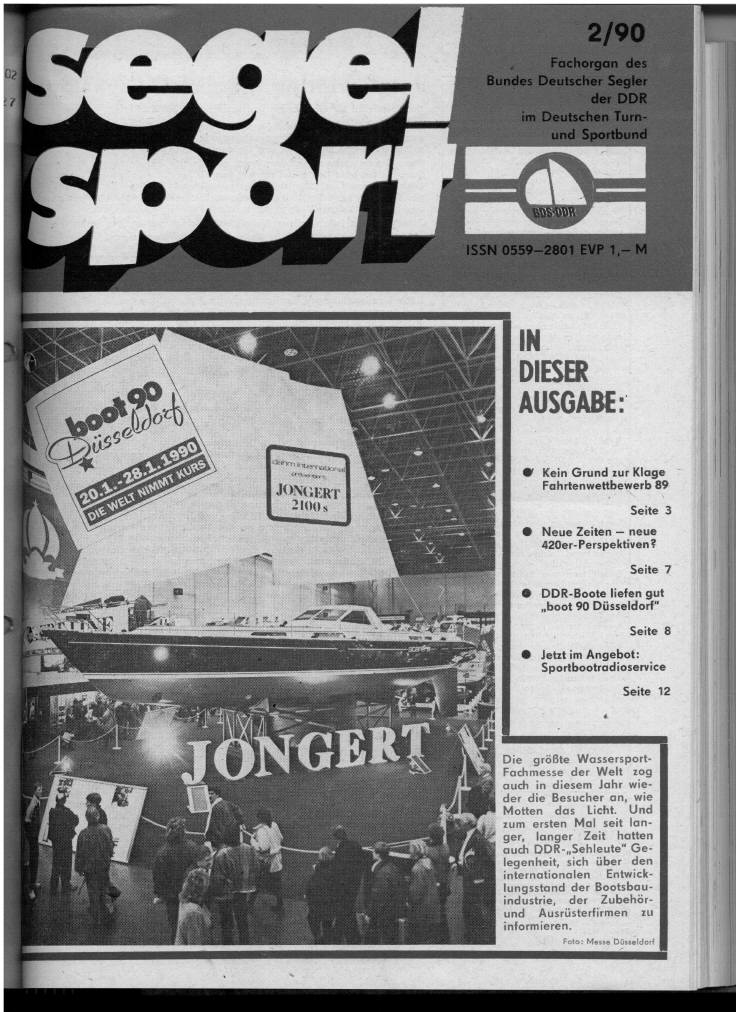 segel
sport
2/90
Fachorgan des
Bundes Deutscher Segler
der DDR
im Deutschen Turn-
und Sportbund
BDS·DDR
ISSN 0559–2801 EVP 1,– M
02
27
boot 90
Düsseldorf
20.1.-28.1.1990
DIE WELT NIMMT KURS
dahm international
präsentiert:
JONGERT
2100 s
JONGERT
IN
DIESER
AUSGABE:
Kein Grund zur Klage
Fahrtenwettbewerb 89
Seite 3
Neue Zeiten – neue
420er-Perspektiven?
Seite 7
DDR-Boote liefen gut
„boot 90 Düsseldorf“
Seite 8
Jetzt im Angebot:
Sportbootradioservice
Seite 12
Die größte Wassersport-
Fachmesse der Welt zog
auch in diesem Jahr wie-
der die Besucher an, wie
Motten das Licht. Und
zum ersten Mal seit lan-
ger, langer Zeit hatten
auch DDR-„Sehleute“ Ge-
legenheit, sich über den
internationalen Entwick-
lungsstand der Bootsbau-
industrie, der Zubehör-
und Ausrüsterfirmen zu
informieren.
Foto: Messe Düsseldorf